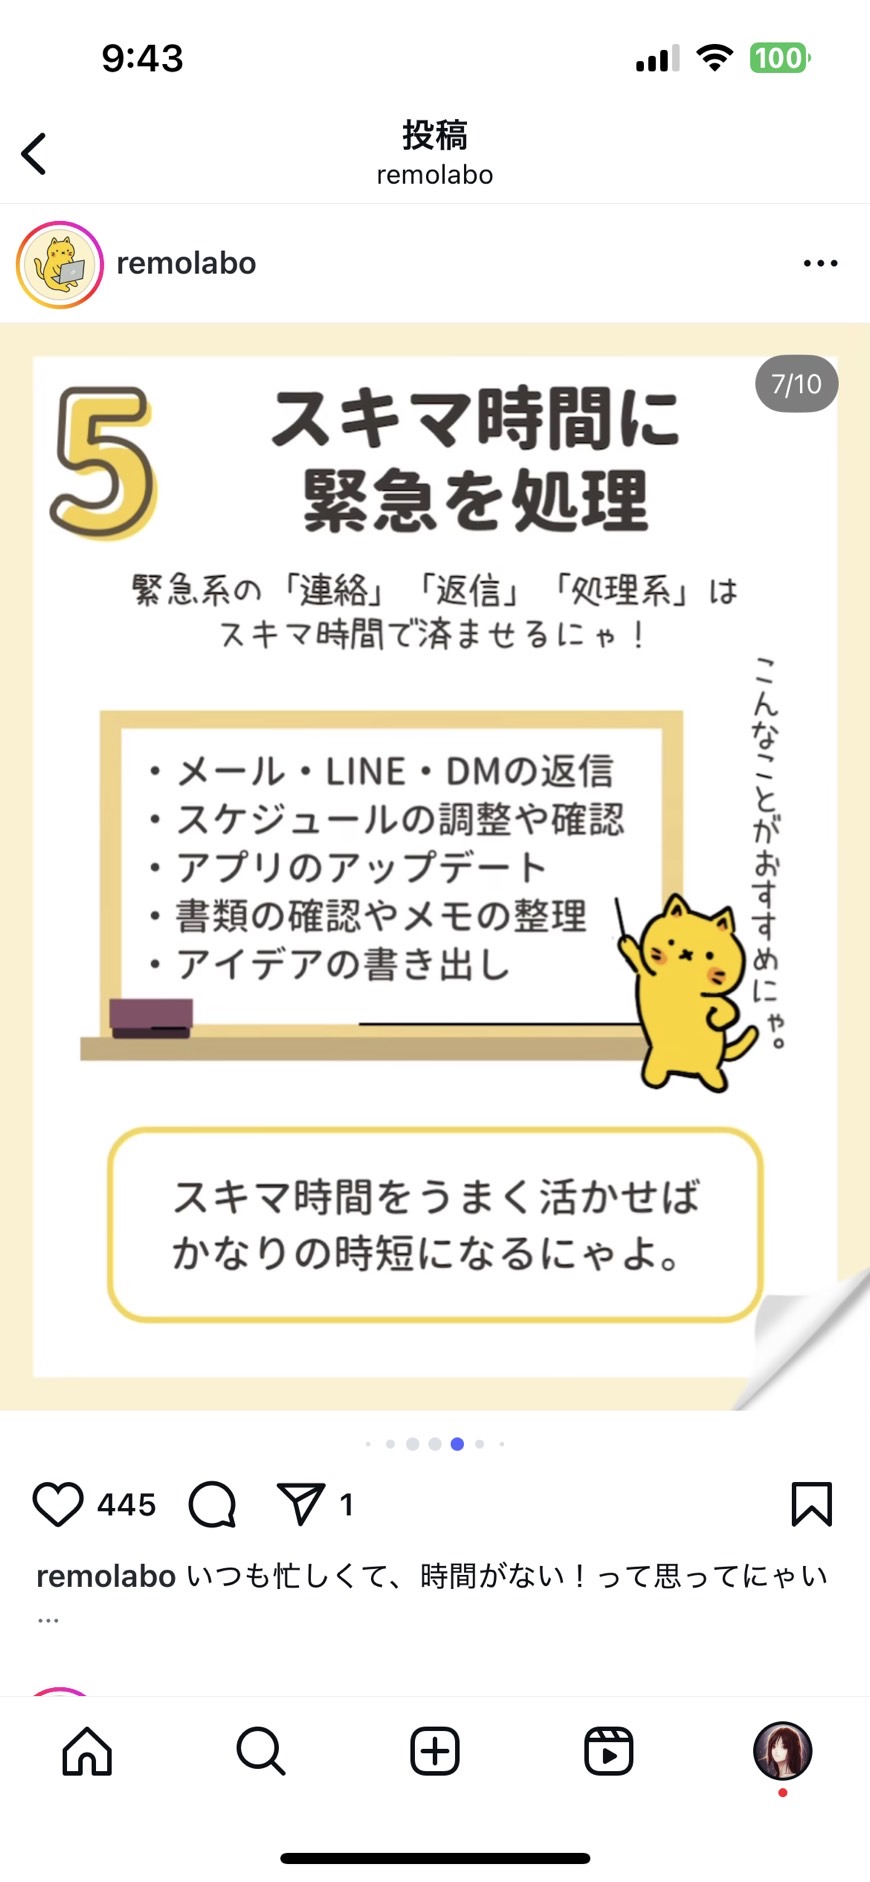 9:43
100
投稿
remolabo
remolabo
7/10
5
スキマ時間に
緊急を処理
緊急系の「連絡」「返信」「処理系」は
スキマ時間で済ませるにゃ！
こんなことがおすすめにゃ。
・メール・LINE・DMの返信
・スケジュールの調整や確認
・アプリのアップデート
・書類の確認やメモの整理
・アイデアの書き出し
スキマ時間をうまく活かせば
かなりの時短になるにゃよ。
445
1
remolabo いつも忙しくて、時間がない！って思ってにゃい
...